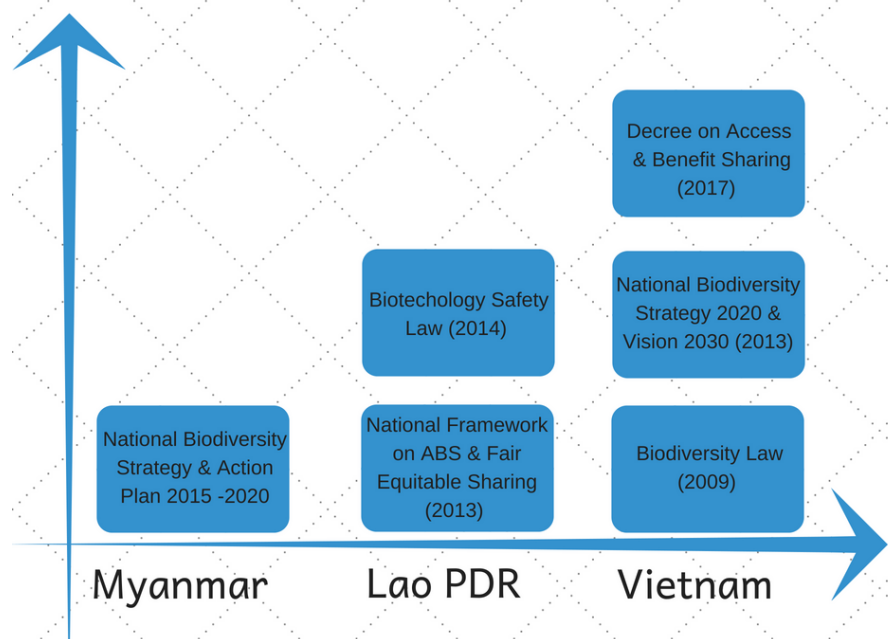 Decree on Access
& Benefit Sharing
(2017)
Biotechology Safety
Law (2014)
National Biodiversity
Strategy 2020 &
Vision 2030 (2013)
National Biodiversity
Strategy & Action
Plan 2015 -2020
National Framework
on ABS & Fair
Equitable Sharing
(2013)
Biodiversity Law
(2009)
Myanmar
Lao PDR
Vietnam